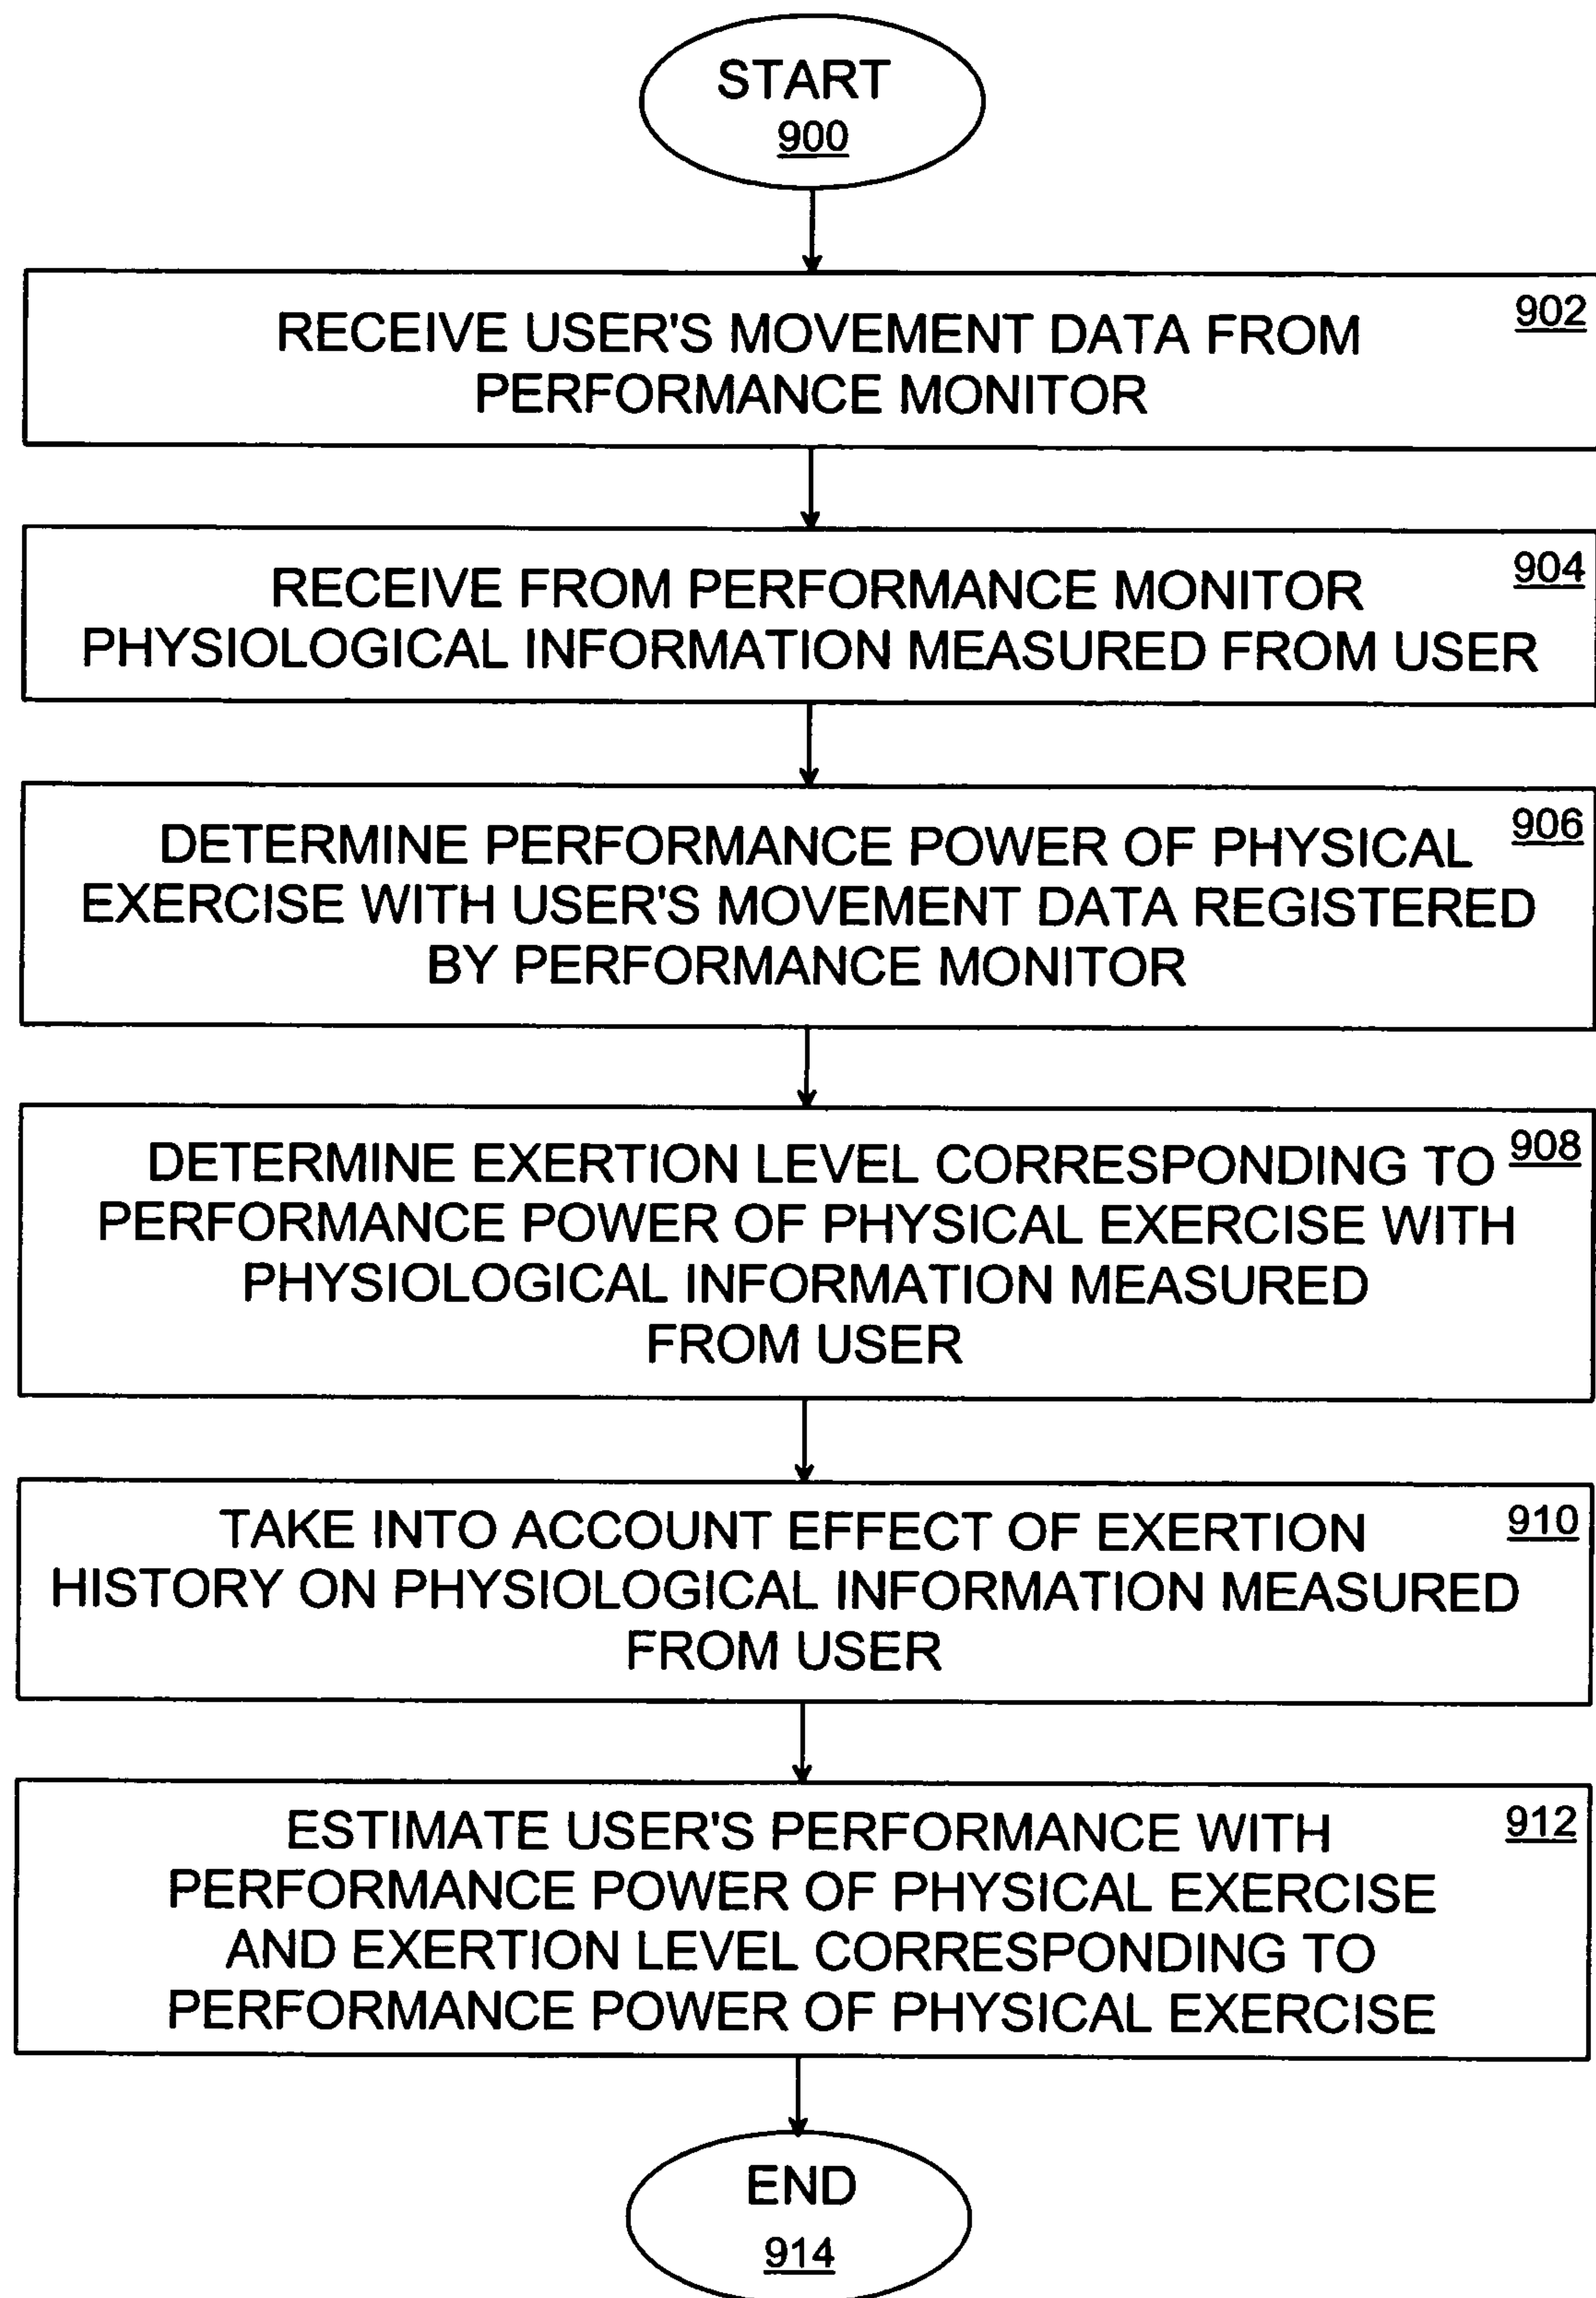 START
900
902
RECEIVE USER'S MOVEMENT DATA FROM
PERFORMANCE MONITOR
904
RECEIVE FROM PERFORMANCE MONITOR
PHYSIOLOGICAL INFORMATION MEASURED FROM USER
906
DETERMINE PERFORMANCE POWER OF PHYSICAL
EXERCISE WITH USER'S MOVEMENT DATA REGISTERED
BY PERFORMANCE MONITOR
908
DETERMINE EXERTION LEVEL CORRESPONDING TO
PERFORMANCE POWER OF PHYSICAL EXERCISE WITH
PHYSIOLOGICAL INFORMATION MEASURED
FROM USER
910
TAKE INTO ACCOUNT EFFECT OF EXERTION
HISTORY ON PHYSIOLOGICAL INFORMATION MEASURED
FROM USER
912
ESTIMATE USER'S PERFORMANCE WITH
PERFORMANCE POWER OF PHYSICAL EXERCISE
AND EXERTION LEVEL CORRESPONDING TO
PERFORMANCE POWER OF PHYSICAL EXERCISE
END
914